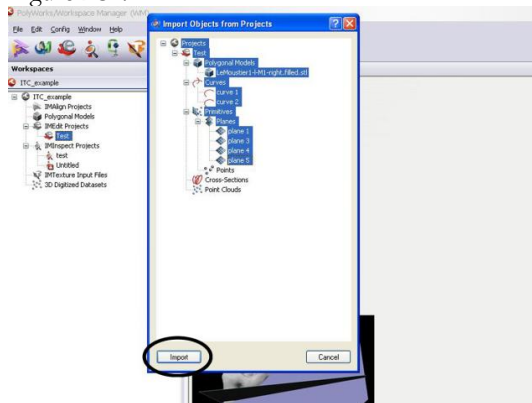 PolyWorks/Workspace Manager (WM)
File Edit Config Window Help
Workspaces
ITC_example
ITC_example
IMAlign Projects
Polygonal Models
IMEdit Projects
Test
IMInspect Projects
test
Untitled
IMTexture Input Files
3D Digitized Datasets
Import Objects from Projects
Projects
Test
Polygonal Models
LeMoustier1-I-M1-right.filled.stl
Curves
curve 1
curve 2
Primitives
Planes
plane 1
plane 3
plane 4
plane 5
Points
Cross-Sections
Point Clouds
Import Cancel